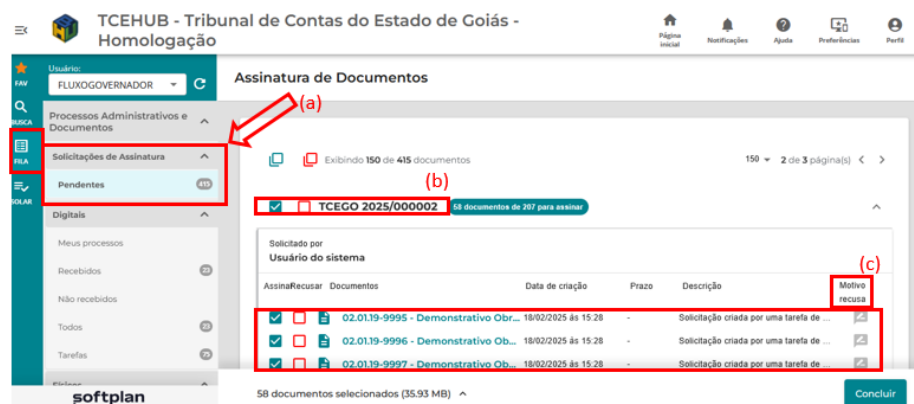 TCEHUB - Tribunal de Contas do Estado de Goiás -
Homologação
Página
inicial
Notificações
Ajuda
Preferências
Perfil
FAV
BUSCA
FILA
SOLAR
Usuário:
FLUXOGOVERNADOR
Processos Administrativos e
Documentos
Solicitações de Assinatura
Pendentes 415
Digitais
Meus processos
Recebidos 23
Não recebidos
Todos 23
Tarefas 75
Físicos
softplan
Assinatura de Documentos
(a)
Exibindo 150 de 415 documentos
150 2 de 3 página(s)
(b)
TCEGO 2025/000002 58 documentos de 207 para assinar
Solicitado por
Usuário do sistema
(c)
Assinar Recusar Documentos Data de criação Prazo Descrição Motivo
recusa
02.01.19-9995 - Demonstrativo Obr... 18/02/2025 às 15:28 - Solicitação criada por uma tarefa de ...
02.01.19-9996 - Demonstrativo Ob... 18/02/2025 às 15:28 - Solicitação criada por uma tarefa de ...
02.01.19-9997 - Demonstrativo Ob... 18/02/2025 às 15:28 - Solicitação criada por uma tarefa de ...
58 documentos selecionados (35.93 MB)
Concluir